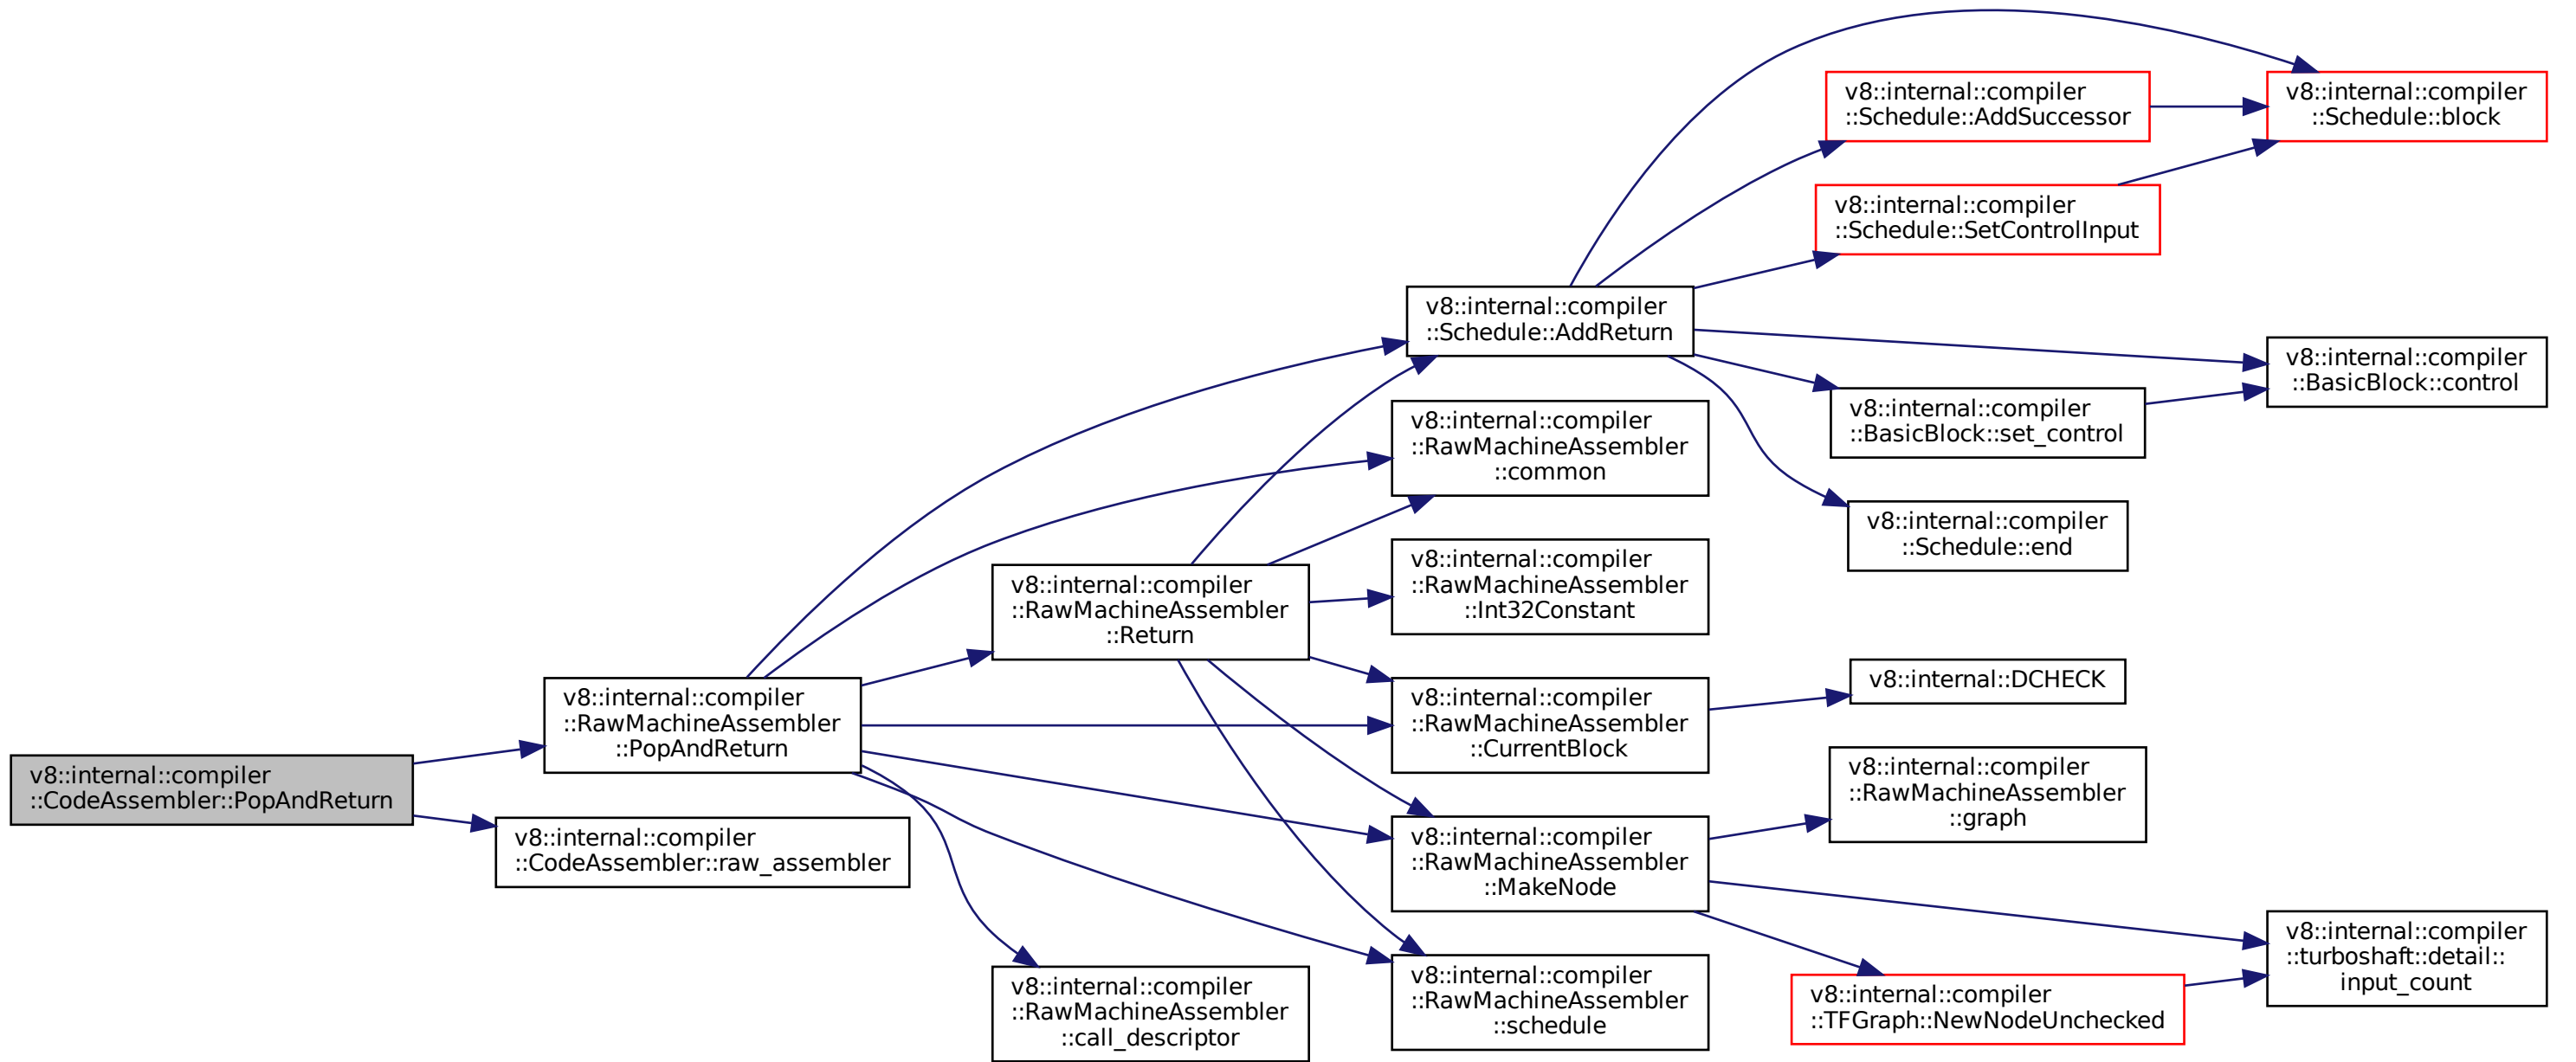 v8::internal::compiler
::CodeAssembler::PopAndReturn
v8::internal::compiler
::RawMachineAssembler
::PopAndReturn
v8::internal::compiler
::CodeAssembler::raw_assembler
v8::internal::compiler
::RawMachineAssembler
::Return
v8::internal::compiler
::RawMachineAssembler
::call_descriptor
v8::internal::compiler
::Schedule::AddReturn
v8::internal::compiler
::RawMachineAssembler
::common
v8::internal::compiler
::RawMachineAssembler
::Int32Constant
v8::internal::compiler
::RawMachineAssembler
::CurrentBlock
v8::internal::compiler
::RawMachineAssembler
::MakeNode
v8::internal::compiler
::RawMachineAssembler
::schedule
v8::internal::compiler
::Schedule::AddSuccessor
v8::internal::compiler
::Schedule::SetControlInput
v8::internal::compiler
::BasicBlock::set_control
v8::internal::compiler
::Schedule::end
v8::internal::DCHECK
v8::internal::compiler
::RawMachineAssembler
::graph
v8::internal::compiler
::TFGraph::NewNodeUnchecked
v8::internal::compiler
::Schedule::block
v8::internal::compiler
::BasicBlock::control
v8::internal::compiler
::turboshaft::detail::
input_count